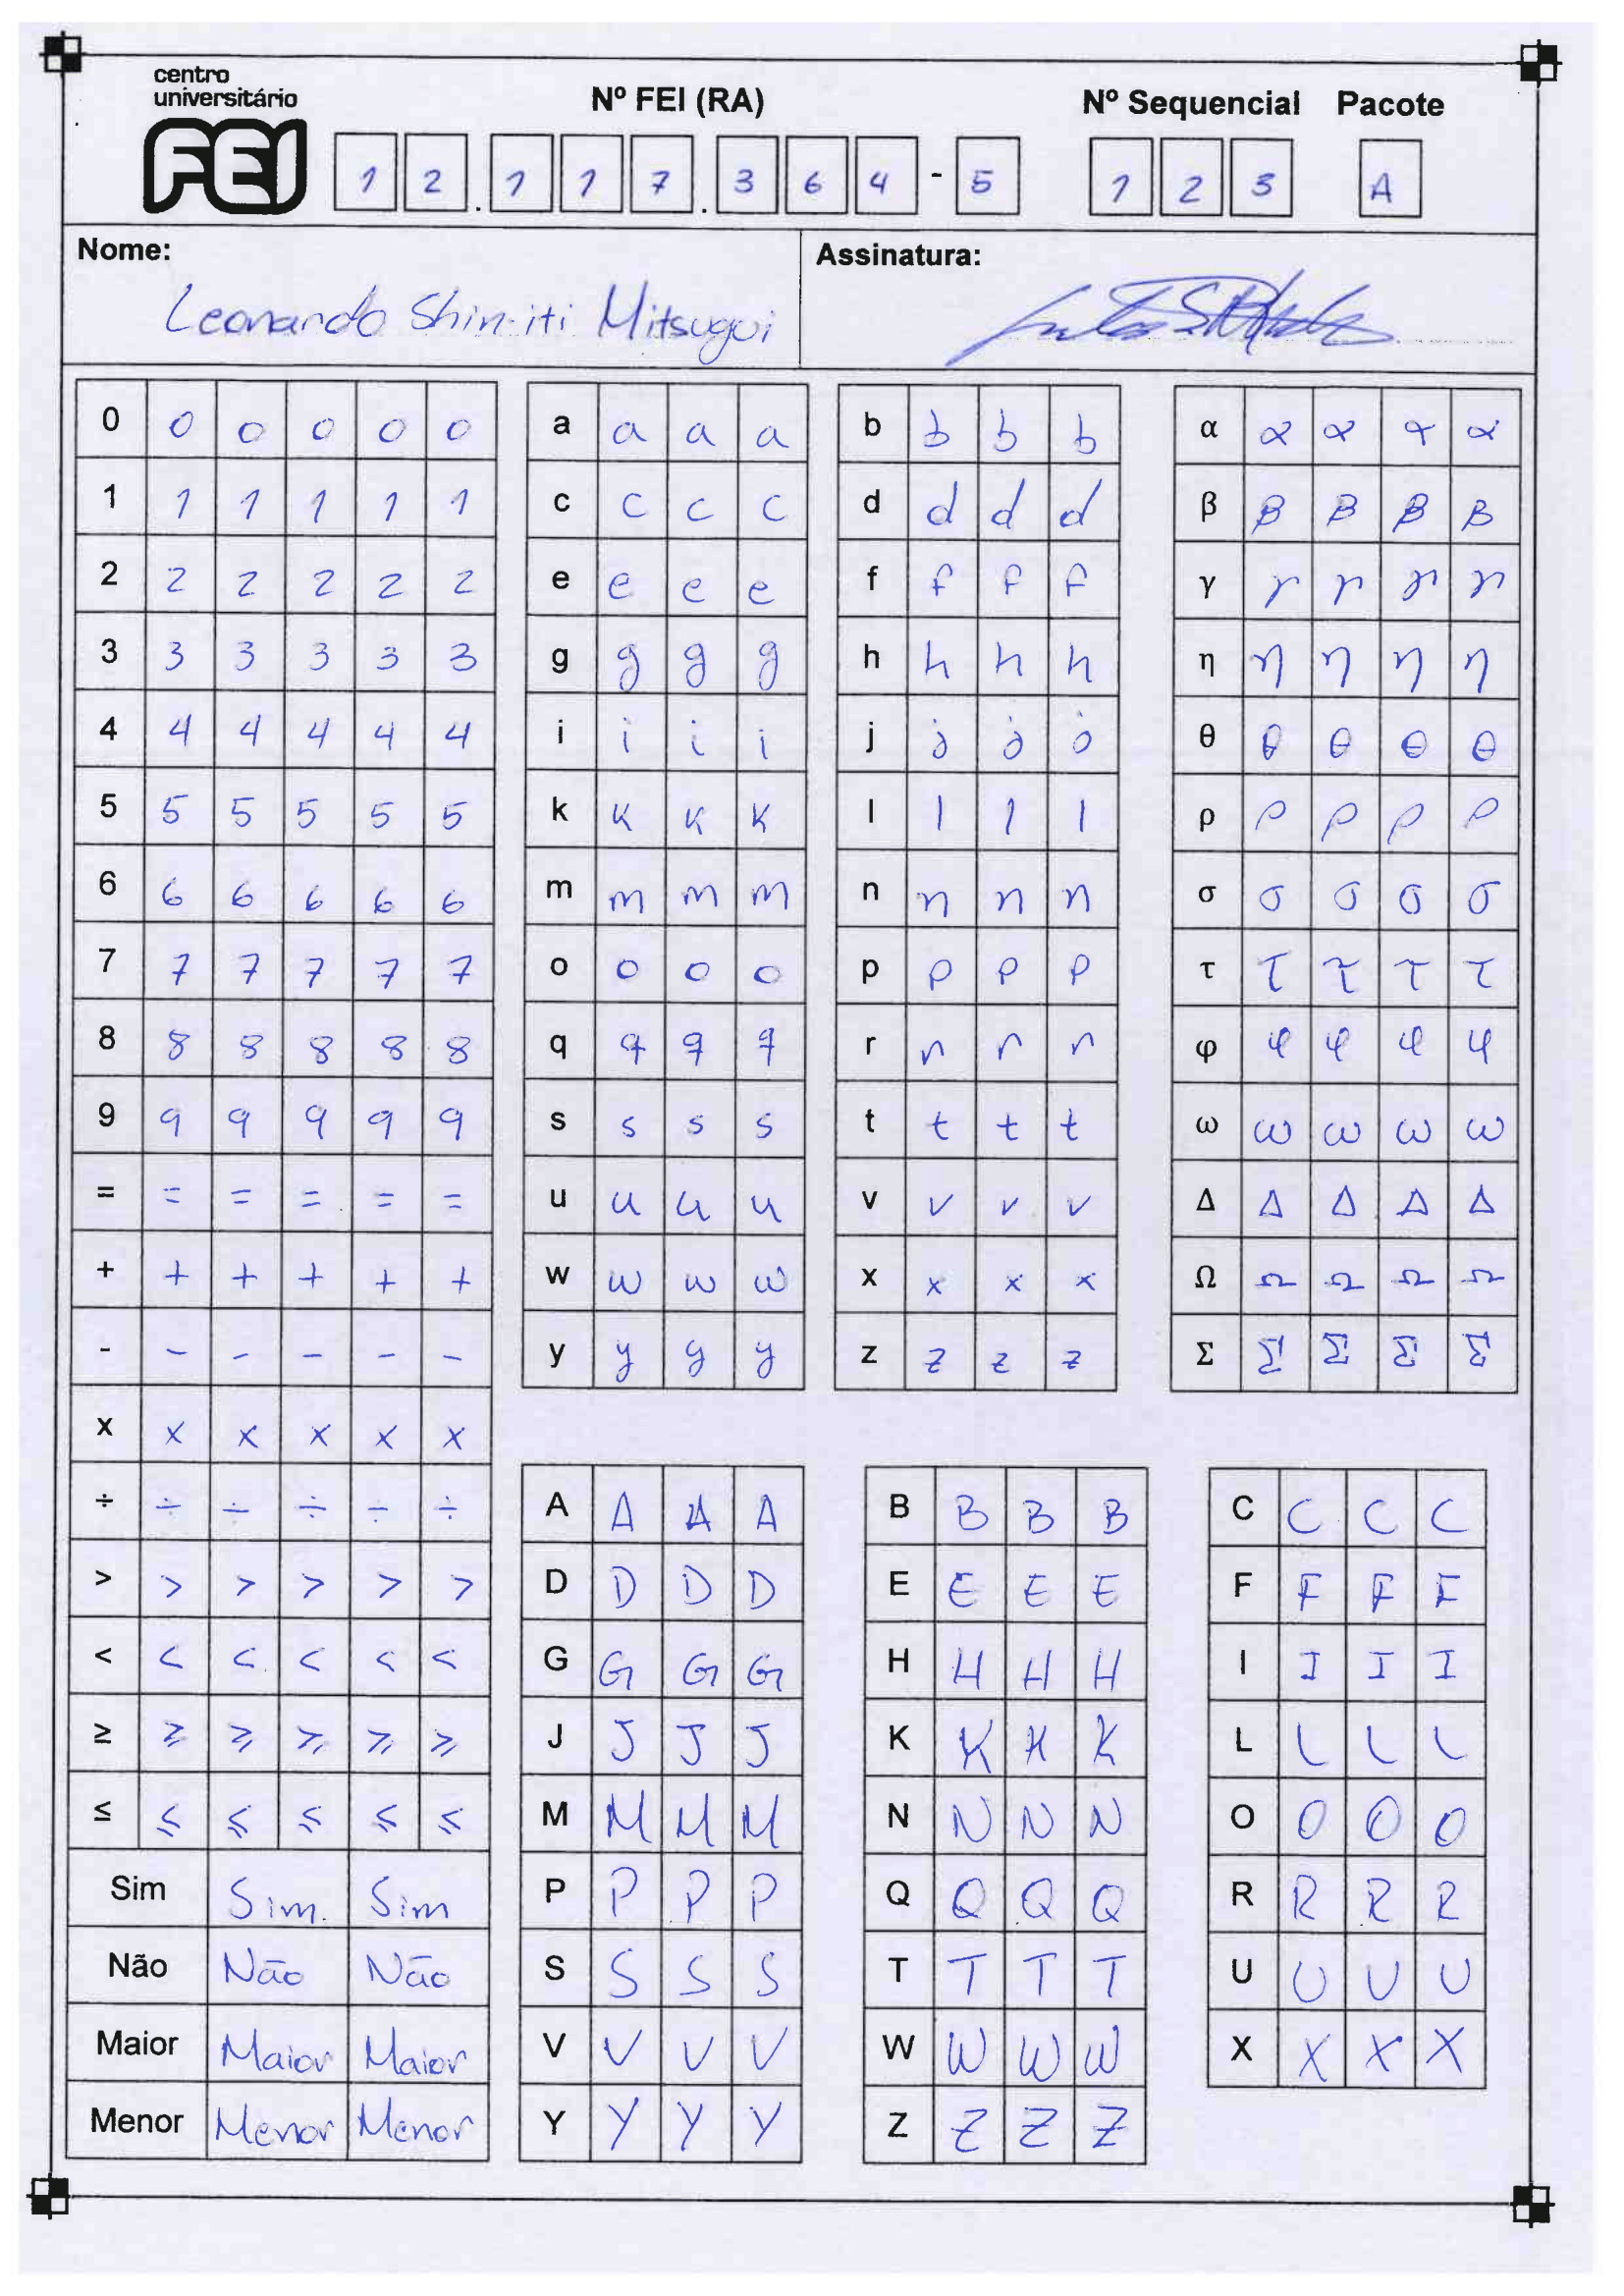 centro
universitário
FEI
Nº FEI (RA)
Nº Sequencial Pacote
1 2 . 1 1 7 . 3 6 4 - 5
1 2 3
A
Nome:
Leonardo Shin-iti Mitsugui
Assinatura:
0 0 0 0 0 0
1 1 1 1 1 1
2 2 2 2 2 2
3 3 3 3 3 3
4 4 4 4 4 4
5 5 5 5 5 5
6 6 6 6 6 6
7 7 7 7 7 7
8 8 8 8 8 8
9 9 9 9 9 9
= = = = = =
+ + + + + +
- - - - - -
x x x x x x
÷ ÷ ÷ ÷ ÷ ÷
> > > > > >
< < < < < <
≥ ≥ ≥ ≥ ≥ ≥
≤ ≤ ≤ ≤ ≤ ≤
Sim Sim. Sim
Não Não Não
Maior Maior Maior
Menor Menor Menor
a a a a
c c c c
e e e e
g g g g
i i i i
k k k k
m m m m
o o o o
q q q q
s s s s
u u u u
w w w w
y y y y
b b b b
d d d d
f f f f
h h h h
j j j j
l l l l
n n n n
p p p p
r r r r
t t t t
v v v v
x x x x
z z z z
α α α α α
β β β β β
γ γ γ γ γ
η η η η η
θ θ θ θ θ
ρ ρ ρ ρ ρ
σ σ σ σ σ
τ τ τ τ τ
φ φ φ φ φ
ω ω ω ω ω
Δ Δ Δ Δ Δ
Ω Ω Ω Ω Ω
Σ Σ Σ Σ Σ
A A A A
D D D D
G G G G
J J J J
M M M M
P P P P
S S S S
V V V V
Y Y Y Y
B B B B
E E E E
H H H H
K K K K
N N N N
Q Q Q Q
T T T T
W W W W
Z Z Z Z
C C C C
F F F F
I I I I
L L L L
O O O O
R R R R
U U U U
X X X X